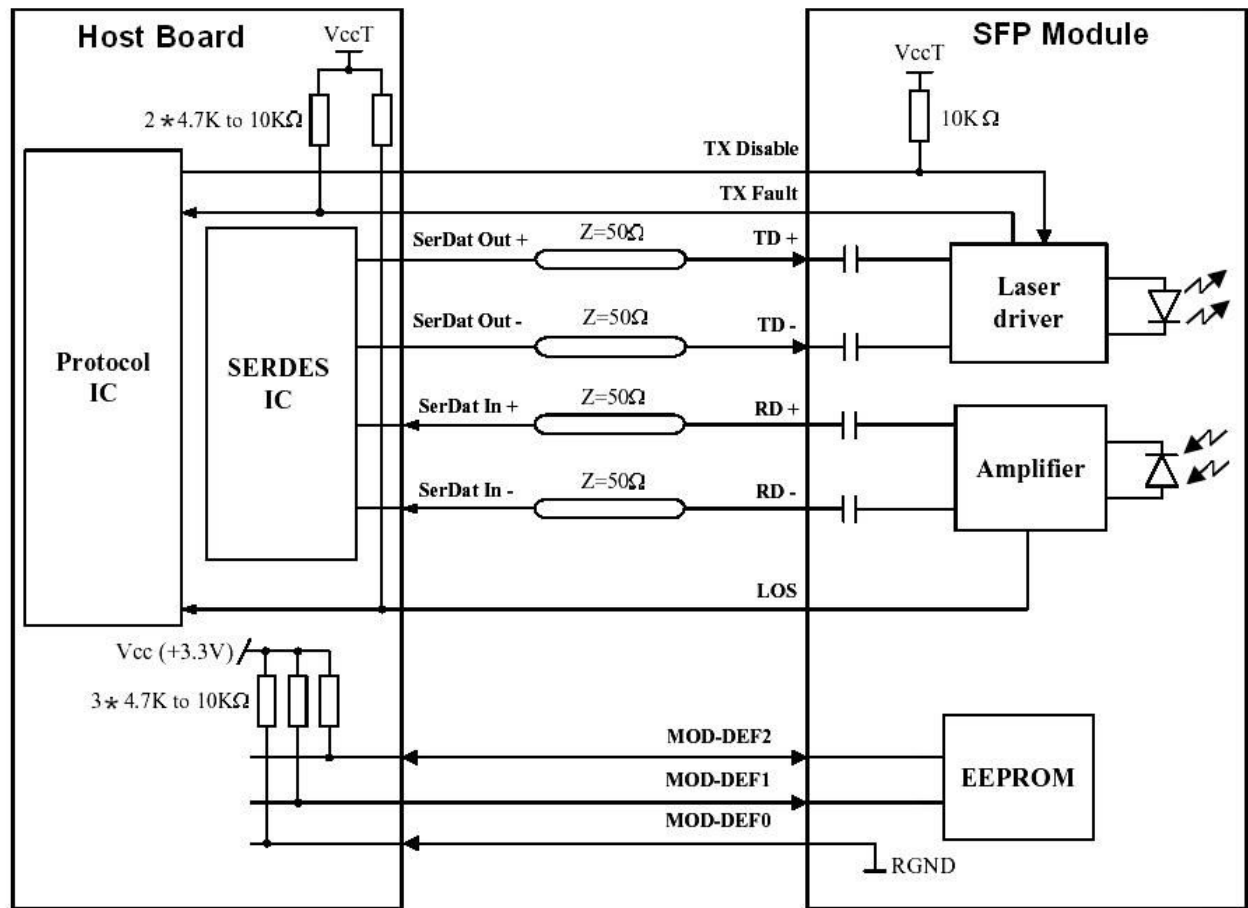 Host Board
SFP Module
VccT
VccT
2*4.7K to 10KΩ
10KΩ
TX Disable
TX Fault
SerDat Out +
Z=50Ω
TD +
Laser
driver
SerDat Out -
Z=50Ω
TD -
Protocol
IC
SERDES
IC
SerDat In +
Z=50Ω
RD +
Amplifier
SerDat In -
Z=50Ω
RD -
LOS
Vcc (+3.3V)
3* 4.7K to 10KΩ
MOD-DEF2
EEPROM
MOD-DEF1
MOD-DEF0
RGND